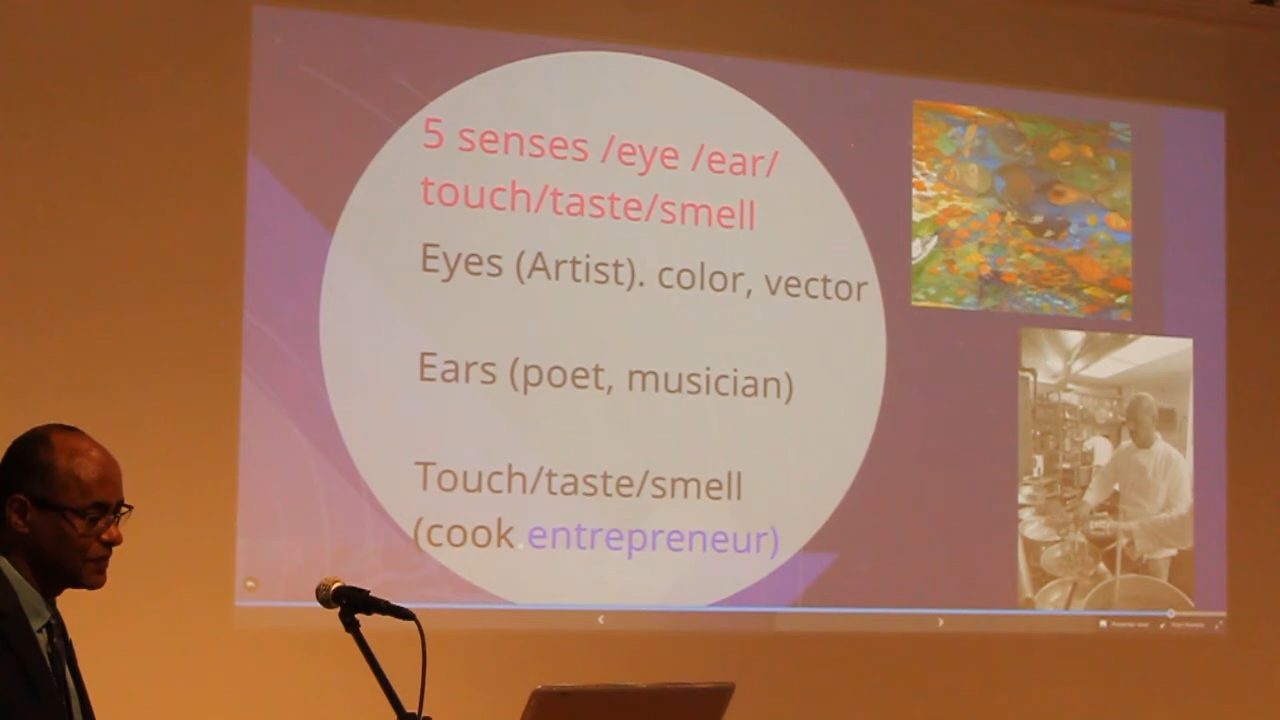 5 senses /eye /ear/
touch/taste/smell
Eyes (Artist). color, vector
Ears (poet, musician)
Touch/taste/smell
(cook.entrepreneur)